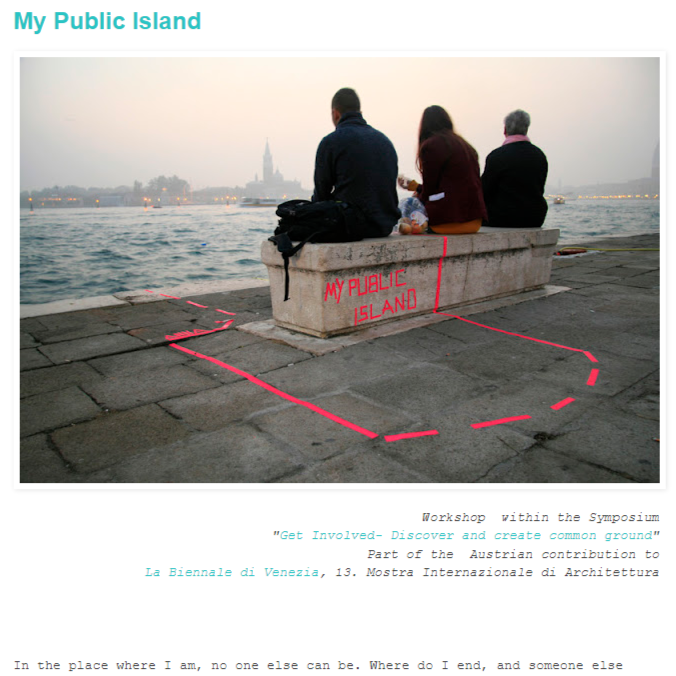 My Public Island
MY PUBLIC
ISLAND
Workshop within the Symposium
"Get Involved- Discover and create common ground"
Part of the Austrian contribution to
La Biennale di Venezia, 13. Mostra Internazionale di Architettura
In the place where I am, no one else can be. Where do I end, and someone else